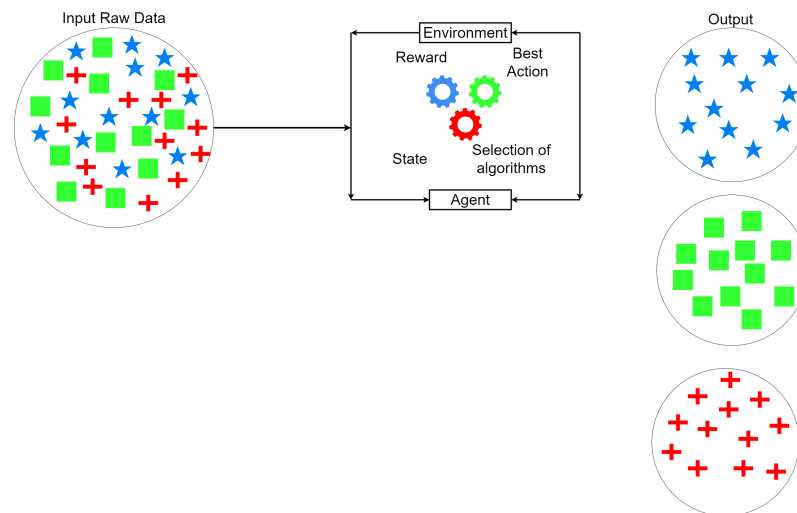 Input Raw Data
Environment
Output
Reward
Best
Action
State
Selection of
algorithms
Agent